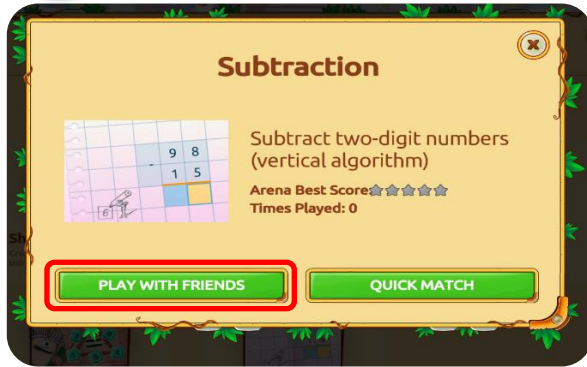 X
Subtraction
Subtract two-digit numbers
(vertical algorithm)
9 8
-
1 5
Arena Best Score:
Times Played: 0
PLAY WITH FRIENDS
QUICK MATCH